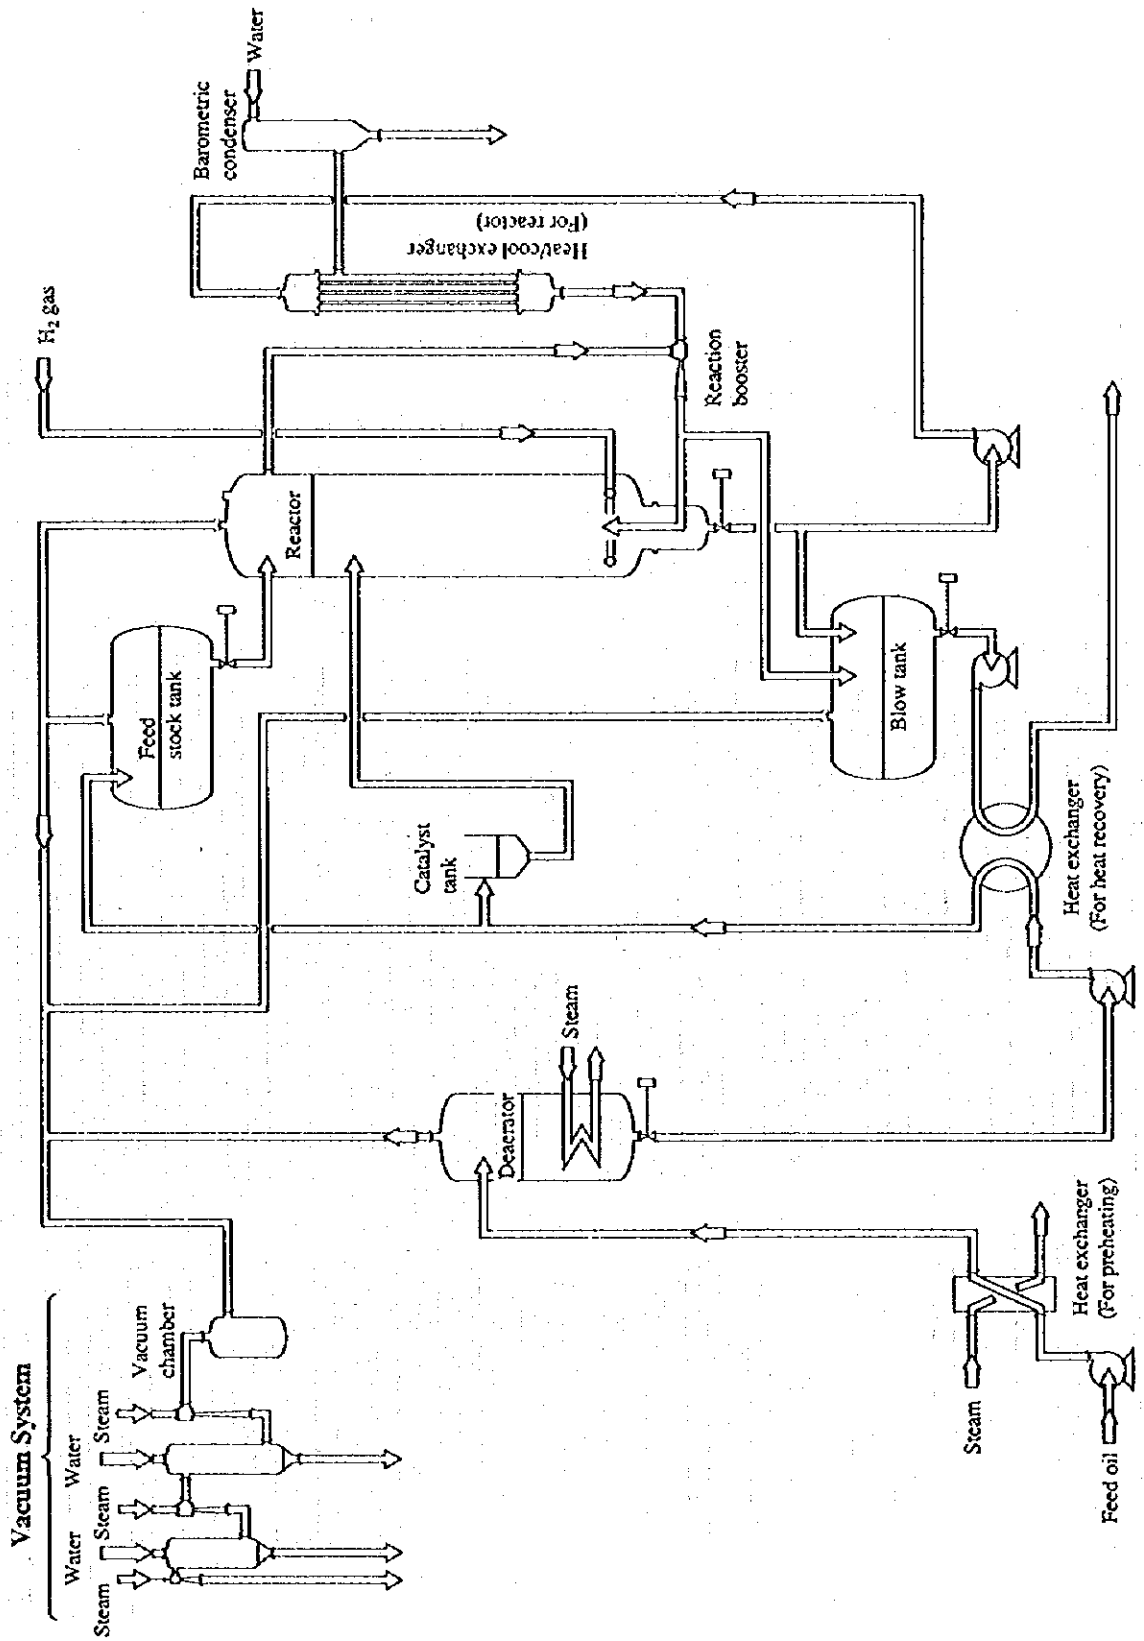 Vacuum System
Steam
Water
Steam
Water
Steam
Vacuum
chamber
Feed
stock tank
H₂ gas
Barometric
condenser
Water
Reactor
Heat/cool exchanger
(For reactor)
Catalyst
tank
Reaction
booster
Deaerator
Steam
Blow tank
Steam
Feed oil
Heat exchanger
(For preheating)
Heat exchanger
(For heat recovery)